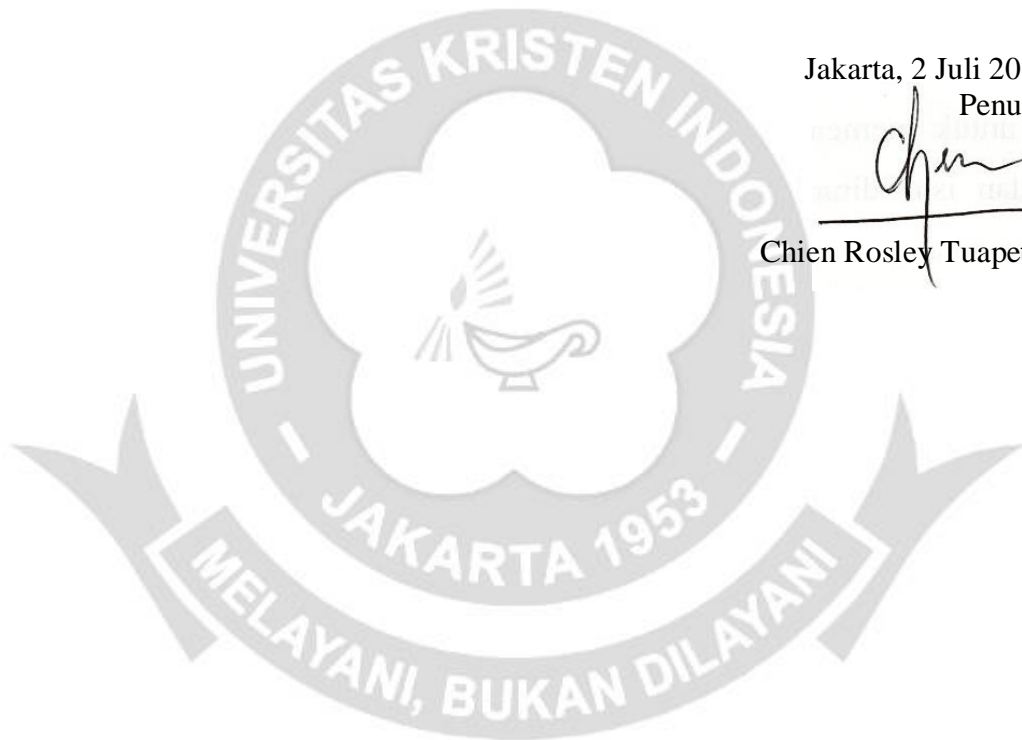 Jakarta, 2 Juli 20
Penu
Chien Rosley Tuape
UNIVERSITAS KRISTEN INDONESIA
JAKARTA 1953
MELAYANI, BUKAN DILAYANI